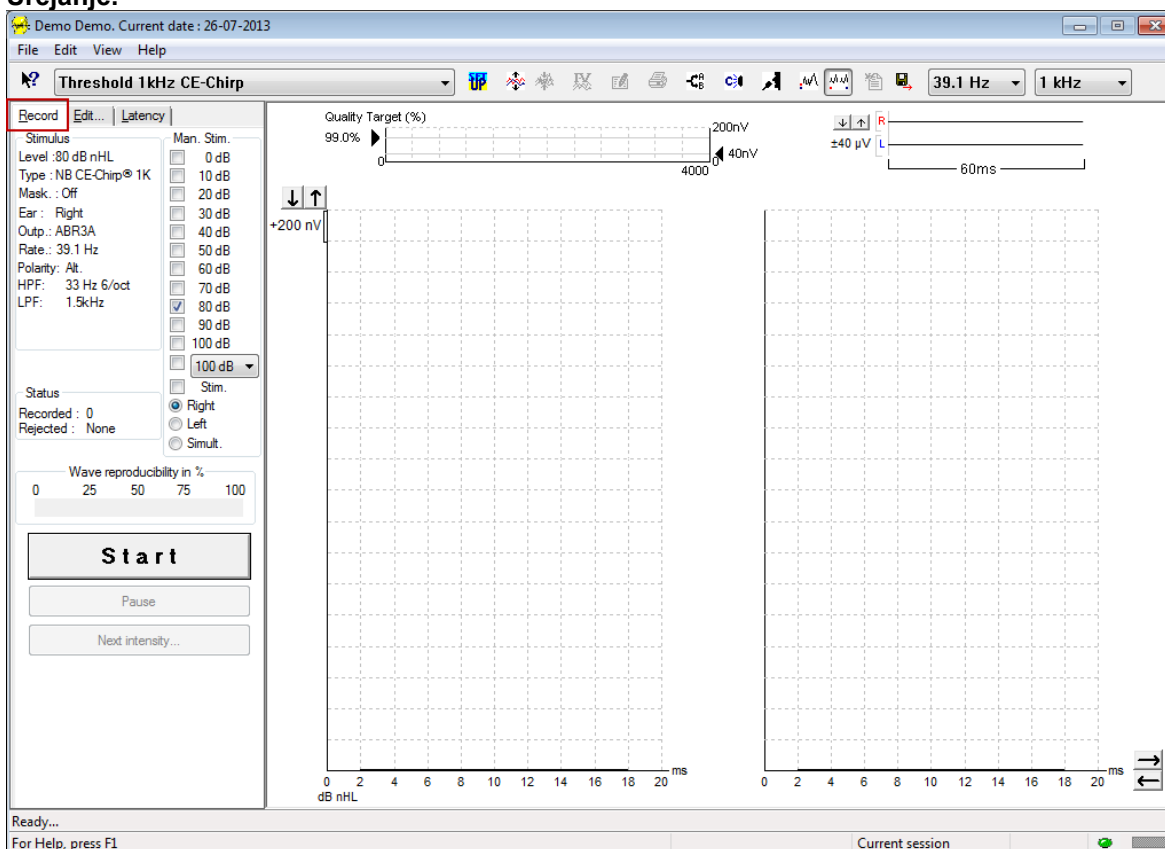 Urejanje.
Demo Demo. Current date : 26-07-2013
File Edit View Help
Threshold 1kHz CE-Chirp 39.1 Hz 1 kHz
Record Edit... Latency
Stimulus
Level :80 dB nHL
Type : NB CE-Chirp® 1K
Mask. : Off
Ear : Right
Outp.: ABR3A
Rate.: 39.1 Hz
Polarity: Alt.
HPF: 33 Hz 6/oct
LPF: 1.5kHz
Man. Stim.
0 dB
10 dB
20 dB
30 dB
40 dB
50 dB
60 dB
70 dB
80 dB
90 dB
100 dB
100 dB
Stim.
Right
Left
Simult.
Status
Recorded : 0
Rejected : None
Wave reproducibility in %
0 25 50 75 100
Start
Pause
Next intensity...
Quality Target (%)
99.0%
0
200nV
40nV
0
4000
R
±40 µV L
60ms
+200 nV
0 2 4 6 8 10 12 14 16 18 20 ms
dB nHL
0 2 4 6 8 10 12 14 16 18 20 ms
Ready...
For Help, press F1 Current session